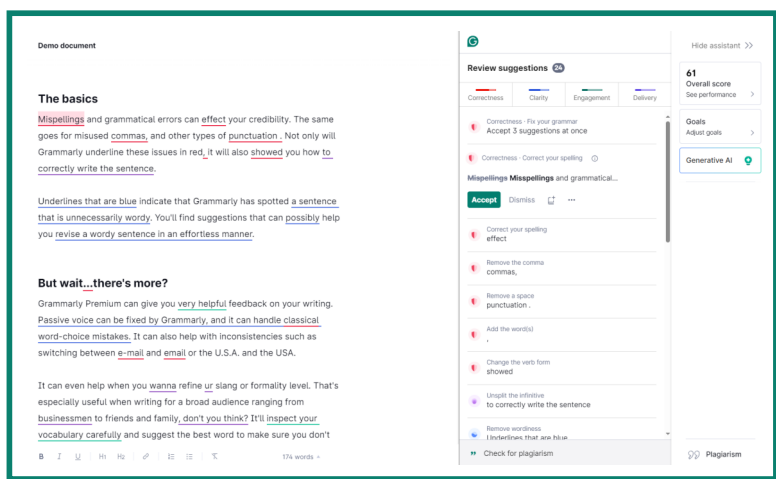 Demo document
The basics
Mispellings and grammatical errors can effect your credibility. The same
goes for misused commas, and other types of punctuation . Not only will
Grammarly underline these issues in red, it will also showed you how to
correctly write the sentence.
Underlines that are blue indicate that Grammarly has spotted a sentence
that is unnecessarily wordy. You'll find suggestions that can possibly help
you revise a wordy sentence in an effortless manner.
But wait...there's more?
Grammarly Premium can give you very helpful feedback on your writing.
Passive voice can be fixed by Grammarly, and it can handle classical
word-choice mistakes. It can also help with inconsistencies such as
switching between e-mail and email or the U.S.A. and the USA.
It can even help when you wanna refine ur slang or formality level. That's
especially useful when writing for a broad audience ranging from
businessmen to friends and family, don't you think? It'll inspect your
vocabulary carefully and suggest the best word to make sure you don't
B I U H1 H2
174 words
Review suggestions 24
Correctness Clarity Engagement Delivery
Correctness · Fix your grammar
Accept 3 suggestions at once
Correctness · Correct your spelling
Mispellings Misspellings and grammatical...
Accept Dismiss
Correct your spelling
effect
Remove the comma
commas,
Remove a space
punctuation .
Add the word(s)
,
Change the verb form
showed
Unsplit the infinitive
to correctly write the sentence
Remove wordiness
Underlines that are blue
Check for plagiarism
Hide assistant
61
Overall score
See performance
Goals
Adjust goals
Generative AI
Plagiarism